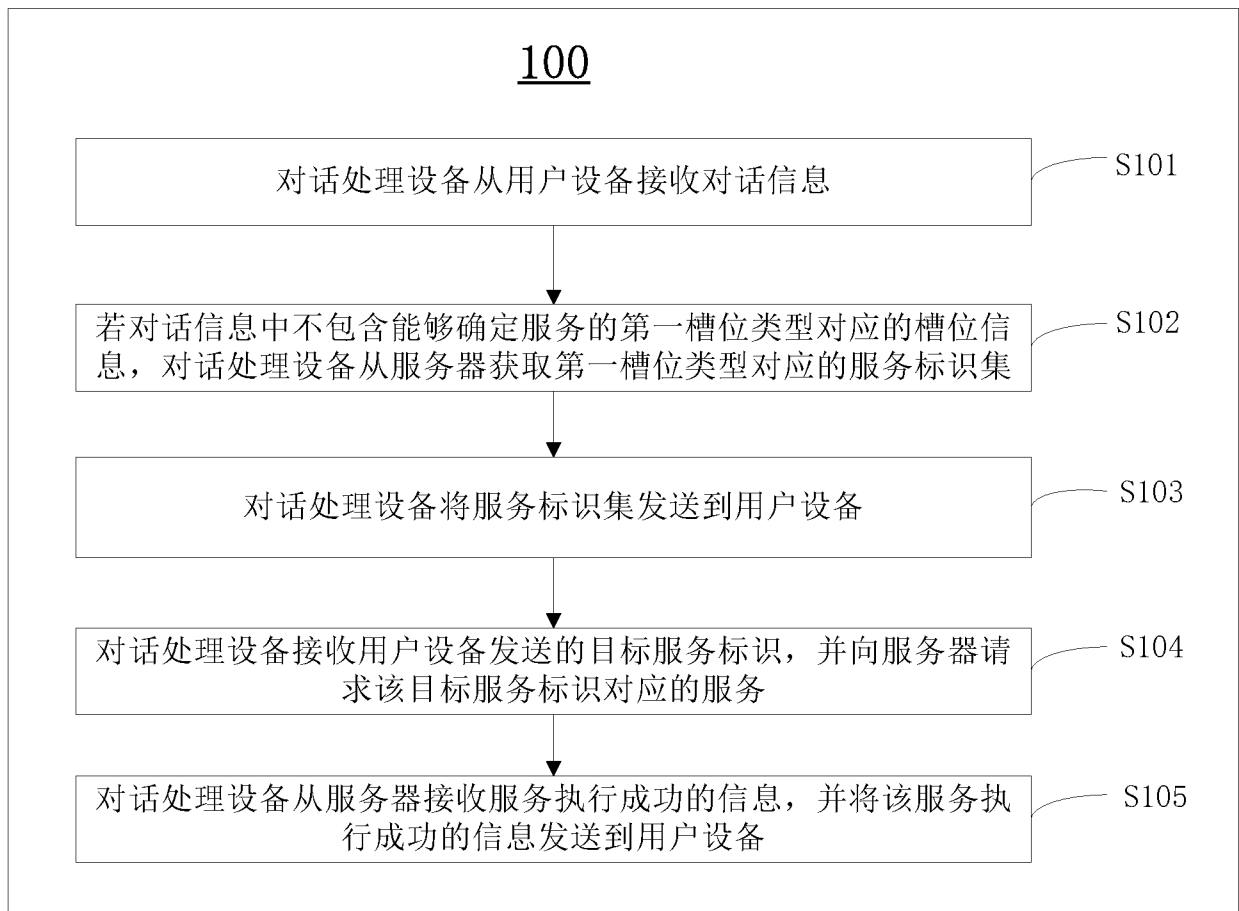 100
对话处理设备从用户设备接收对话信息
S101
若对话信息中不包含能够确定服务的第一槽位类型对应的槽位信
息，对话处理设备从服务器获取第一槽位类型对应的服务标识集
S102
对话处理设备将服务标识集发送到用户设备
S103
对话处理设备接收用户设备发送的目标服务标识，并向服务器请
求该目标服务标识对应的服务
S104
对话处理设备从服务器接收服务执行成功的信息，并将该服务执
行成功的信息发送到用户设备
S105